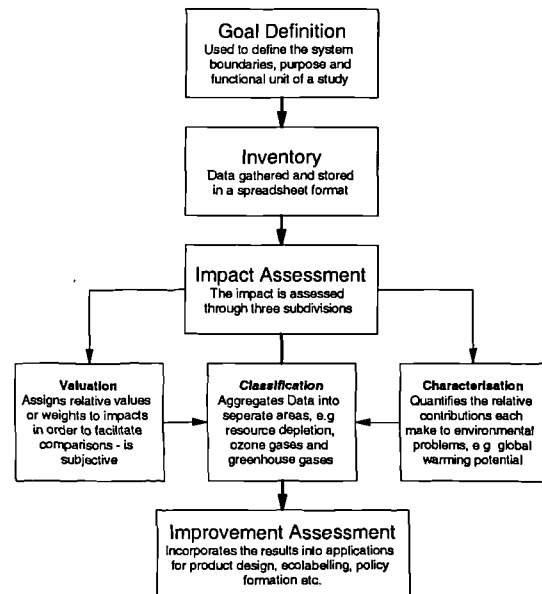 Goal Definition
Used to define the system
boundaries, purpose and
functional unit of a study
Inventory
Data gathered and stored
in a spreadsheet format
Impact Assessment
The impact is assessed
through three subdivisions
Valuation
Assigns relative values
or weights to impacts
in order to facilitate
comparisons - is
subjective
Classification
Aggregates Data into
seperate areas, e.g
resource depletion,
ozone gases and
greenhouse gases
Characterisation
Quantifies the relative
contributions each
make to environmental
problems, e.g global
warming potential
Improvement Assessment
Incorporates the results into applications
for product design, ecolabelling, policy
formation etc.